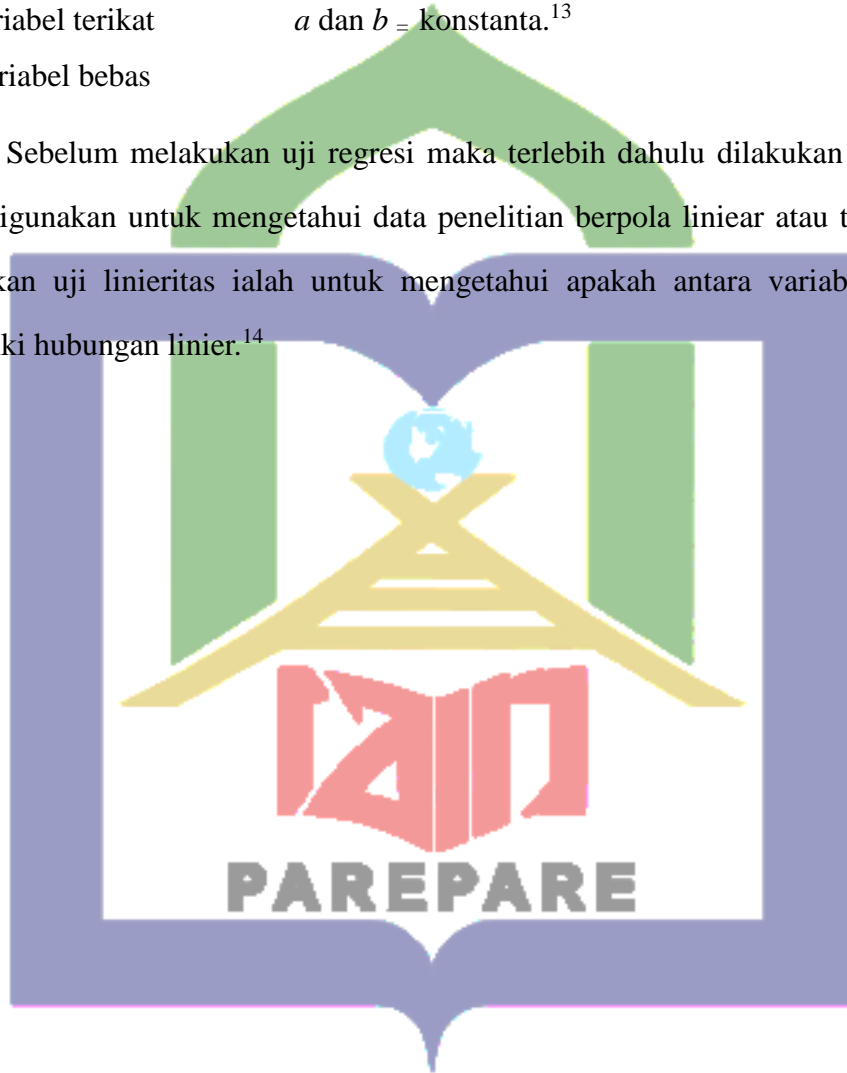 riabel terikat a dan b = konstanta.13
riabel bebas
Sebelum melakukan uji regresi maka terlebih dahulu dilakukan
igunakan untuk mengetahui data penelitian berpola liniear atau t
kan uji linieritas ialah untuk mengetahui apakah antara variab
ki hubungan linier.14
iain
PAREPARE